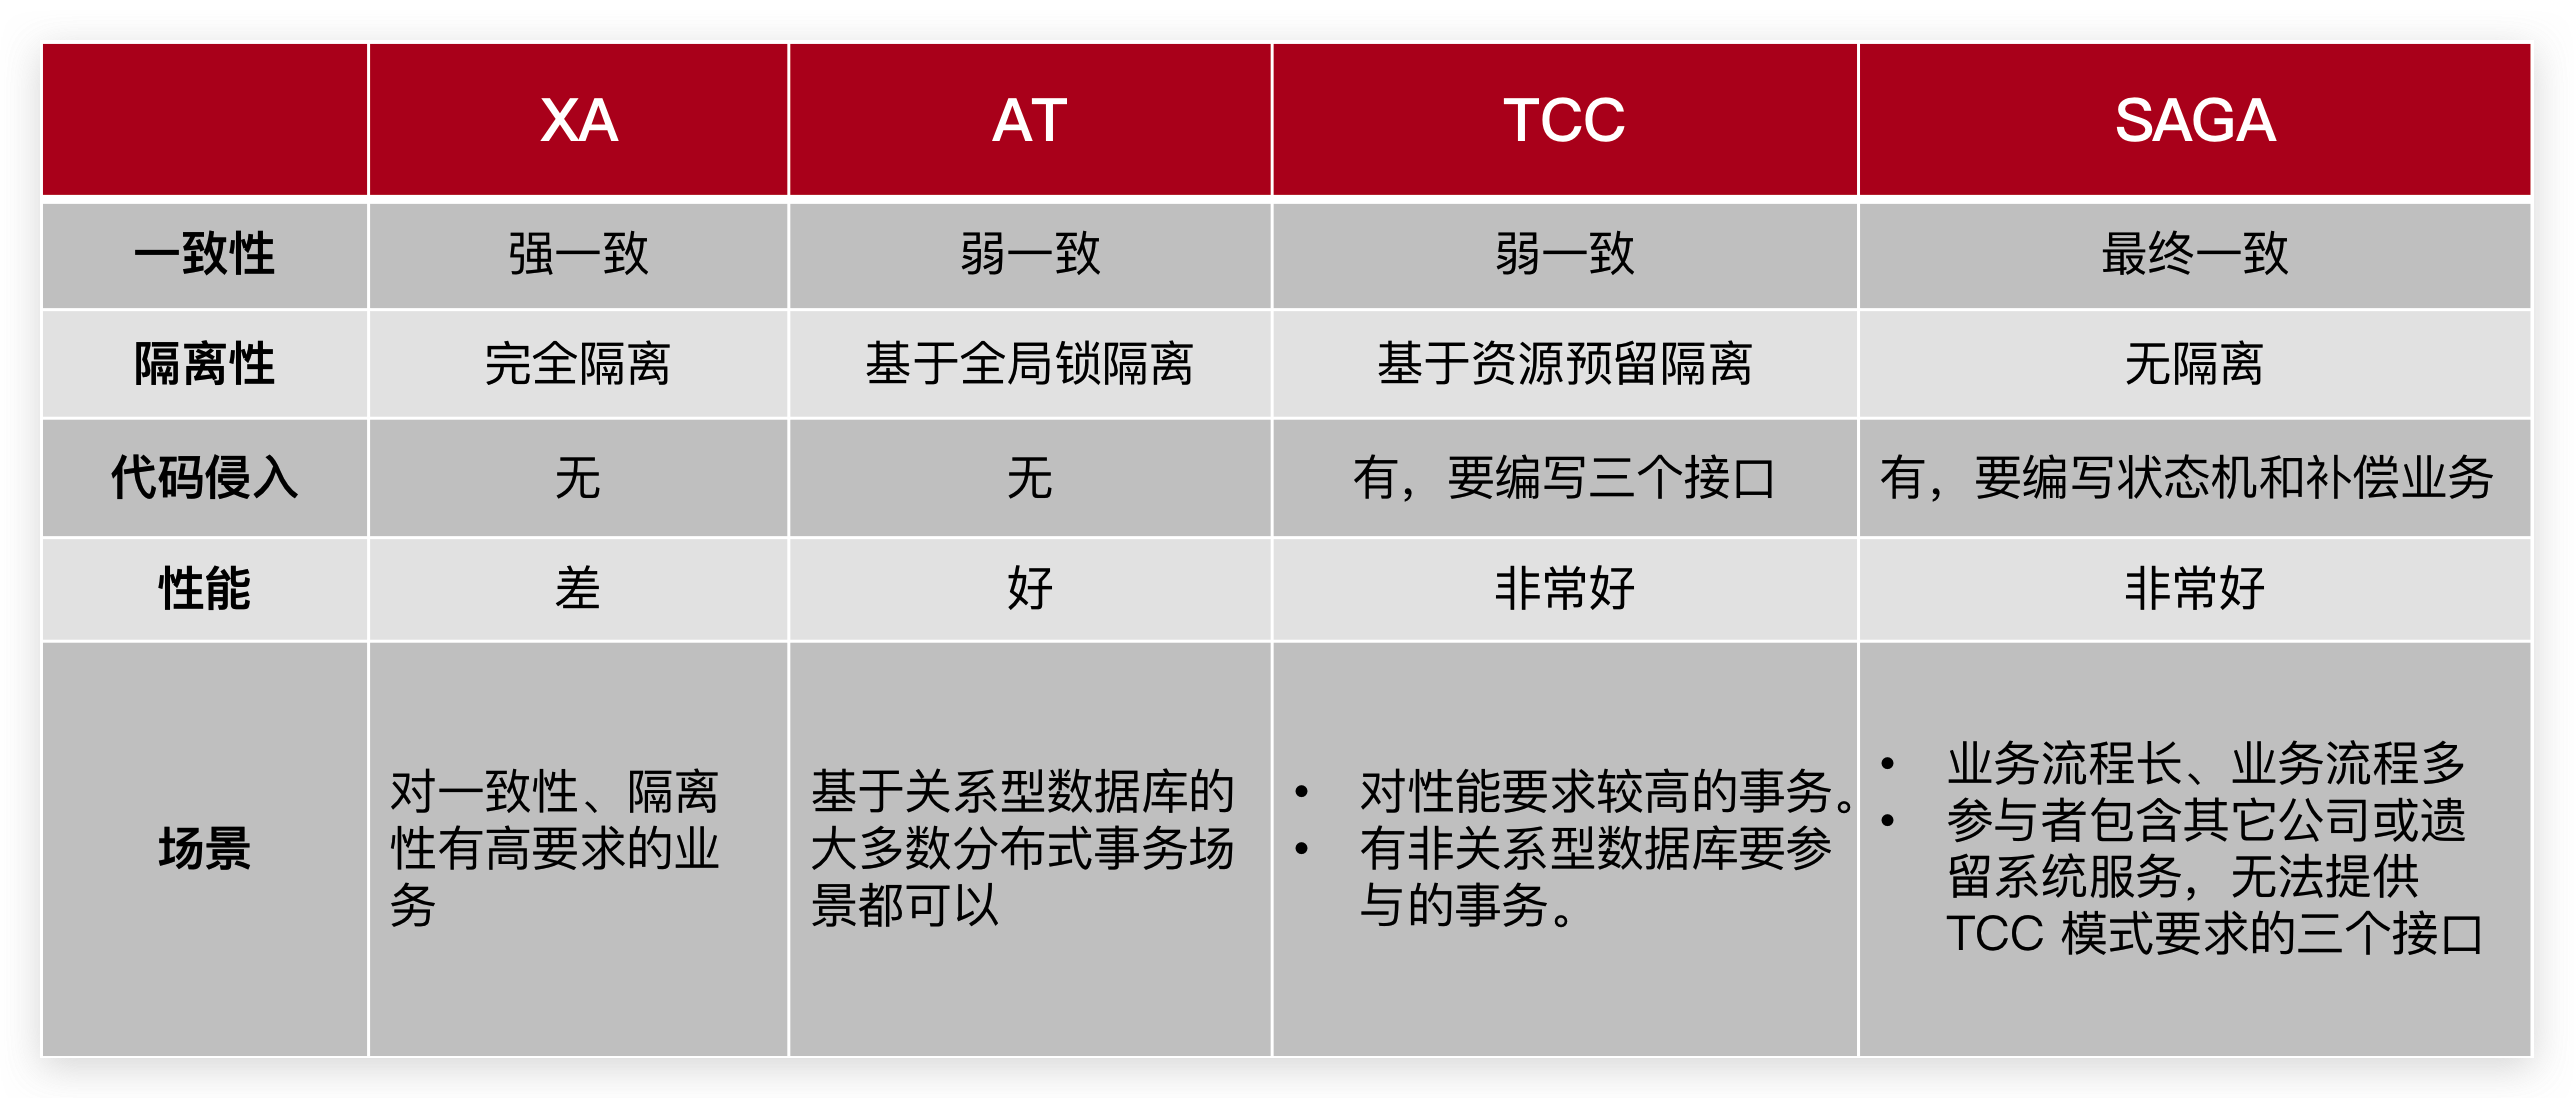 XA
AT
TCC
SAGA
一致性
强一致
弱一致
弱一致
最终一致
隔离性
完全隔离
基于全局锁隔离
基于资源预留隔离
无隔离
代码侵入
无
无
有，要编写三个接口
有，要编写状态机和补偿业务
性能
差
好
非常好
非常好
场景
对一致性、隔离
性有高要求的业
务
基于关系型数据库的
大多数分布式事务场
景都可以
• 对性能要求较高的事务。
• 有非关系型数据库要参
与的事务。
• 业务流程长、业务流程多
• 参与者包含其它公司或遗
留系统服务，无法提供
TCC 模式要求的三个接口